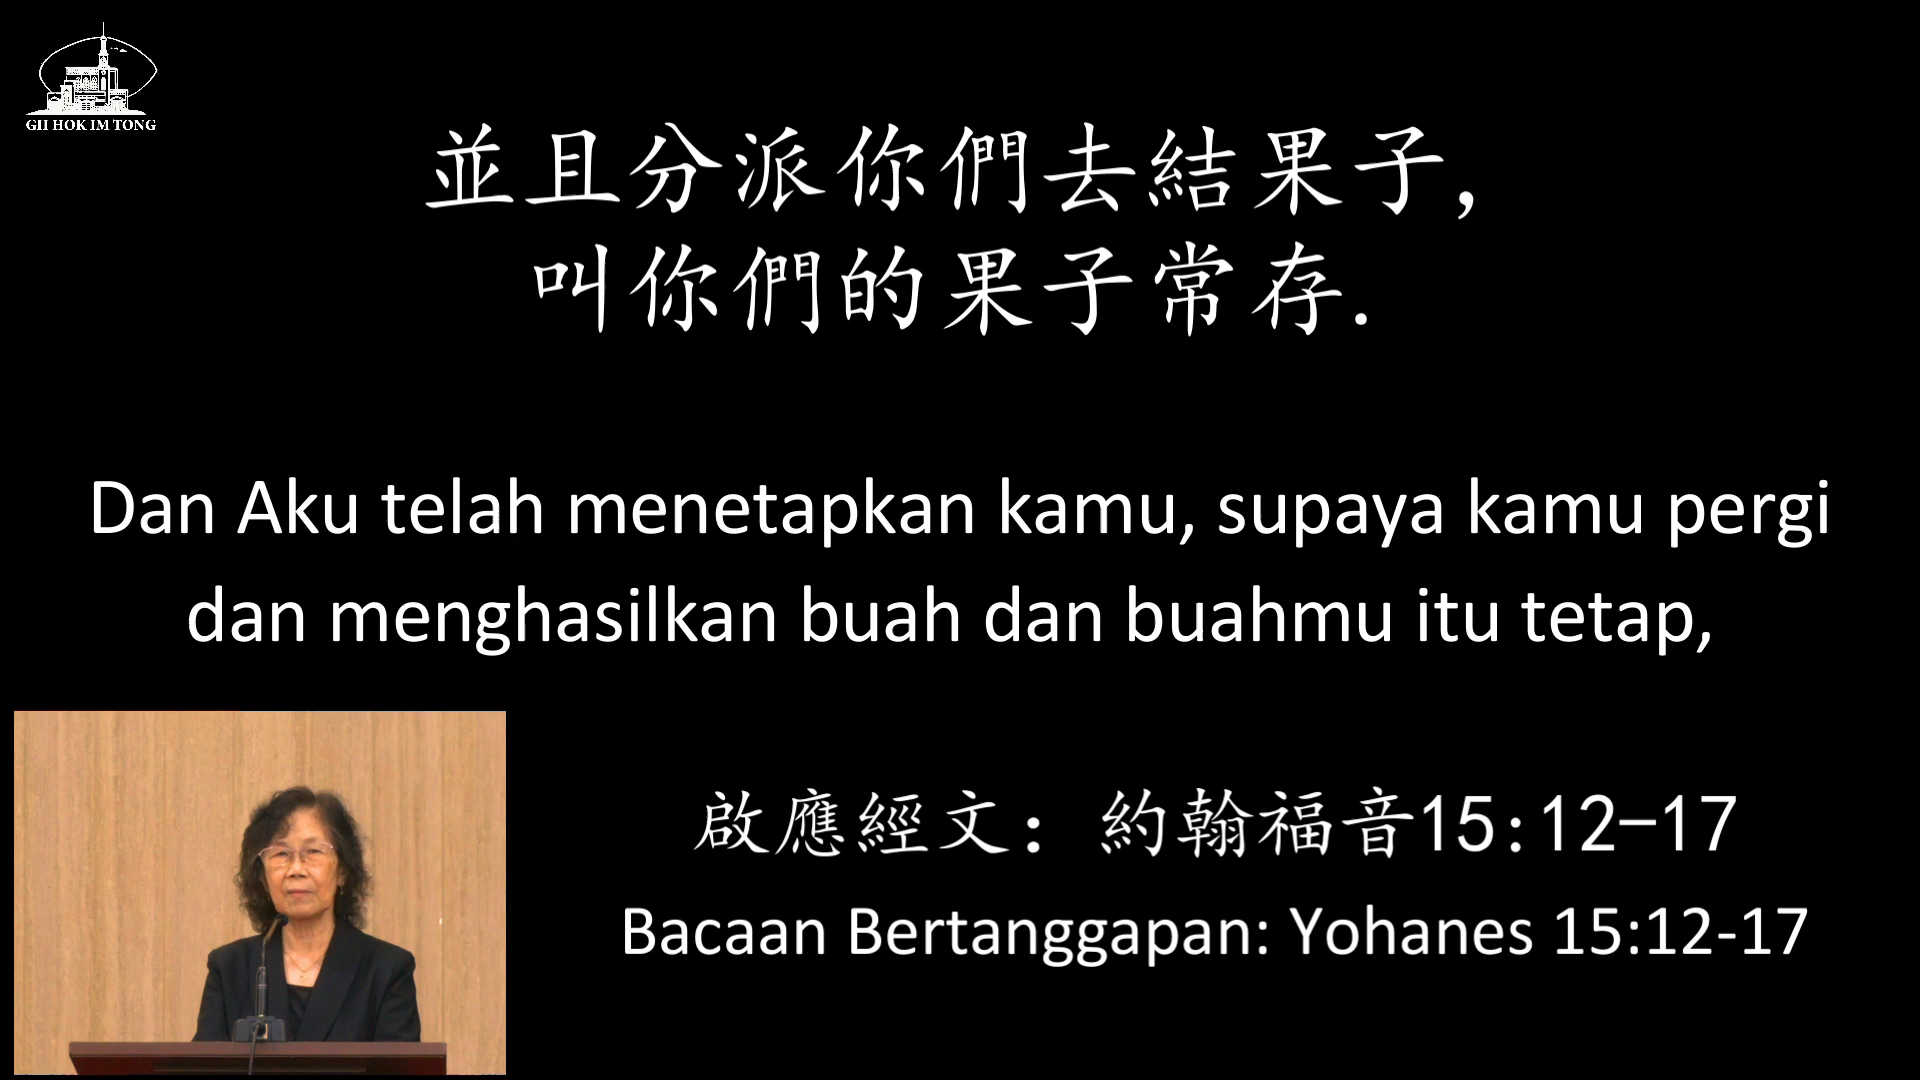 GII HOK IM TONG
並且分派你們去結果子,
叫你們的果子常存.
Dan Aku telah menetapkan kamu, supaya kamu pergi
dan menghasilkan buah dan buahmu itu tetap,
啟應經文：約翰福音15:12-17
Bacaan Bertanggapan: Yohanes 15:12-17